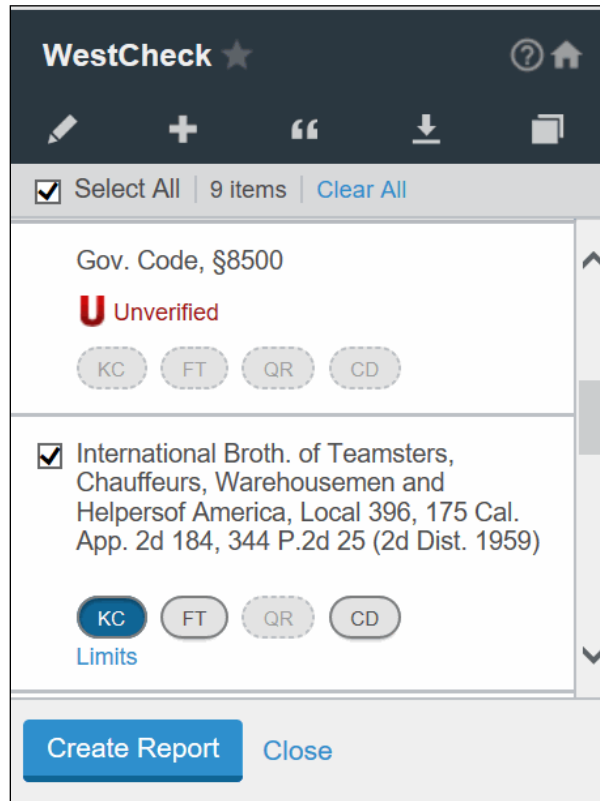 WestCheck
Select All | 9 items | Clear All
Gov. Code, §8500
U Unverified
KC FT QR CD
International Broth. of Teamsters,
Chauffeurs, Warehousemen and
Helpersof America, Local 396, 175 Cal.
App. 2d 184, 344 P.2d 25 (2d Dist. 1959)
KC FT QR CD
Limits
Create Report Close